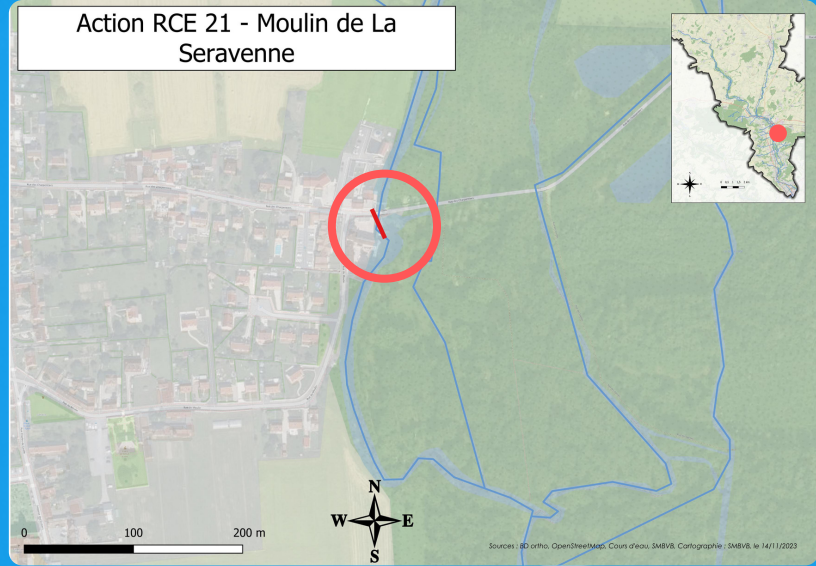 Action RCE 21 - Moulin de La
Seravenne
N
W
E
S
0
100
200 m
Sources : BD ortho, OpenStreetMap, Cours d'eau, SMBVB, Cartographie : SMBVB, le 14/11/2023